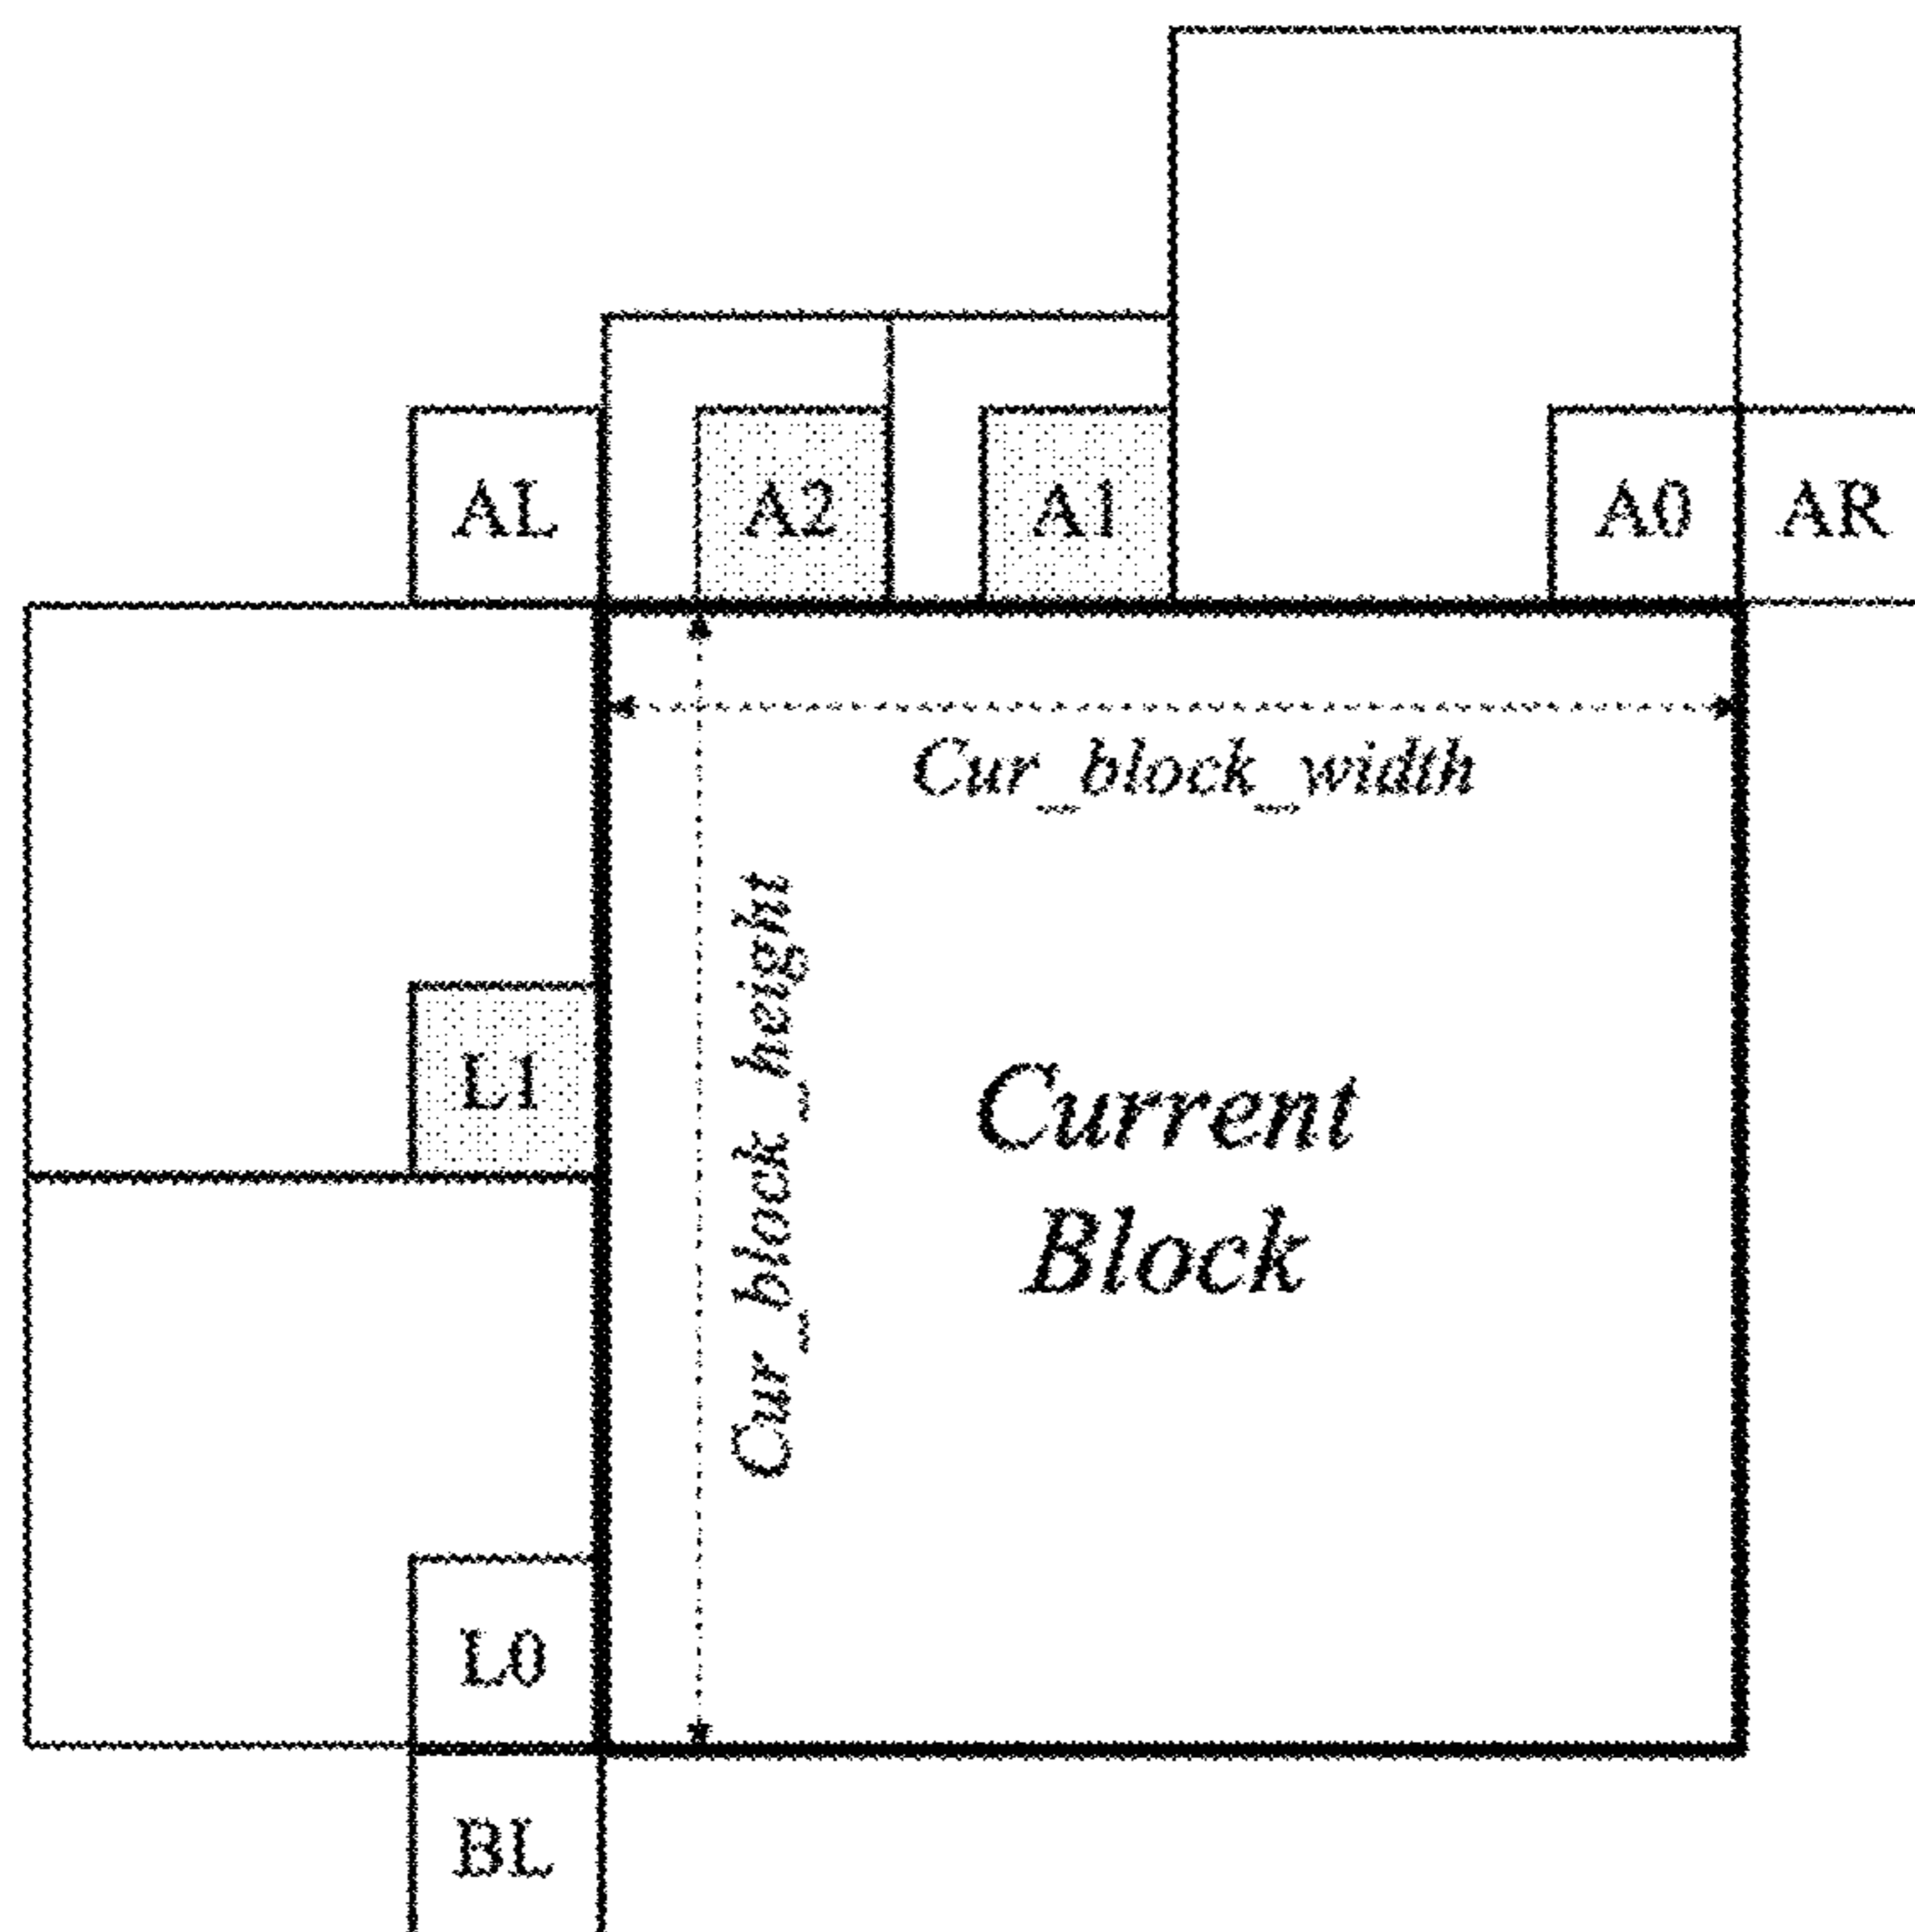 AL
A2
A1
A0
AR
Cur_block_width
Cur_block_height
L1
Current
Block
L0
BL